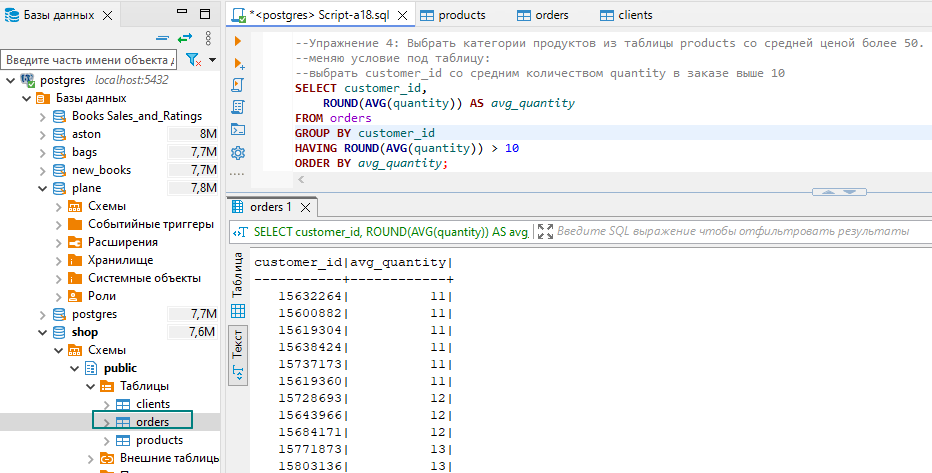 Базы данных
*<postgres> Script-a18.sql
products
orders
clients
Введите часть имени объекта д
postgres localhost:5432
Базы данных
Books Sales_and_Ratings
aston 8M
bags 7,7M
new_books 7,7M
plane 7,8M
Схемы
Событийные триггеры
Расширения
Хранилище
Системные объекты
Роли
postgres 7,7M
shop 7,6M
Схемы
public
Таблицы
clients
orders
products
Внешние таблицы
--Упражнение 4: Выбрать категории продуктов из таблицы products со средней ценой более 50.
--меняю условие под таблицу:
--выбрать customer_id со средним количеством quantity в заказе выше 10
SELECT customer_id,
ROUND(AVG(quantity)) AS avg_quantity
FROM orders
GROUP BY customer_id
HAVING ROUND(AVG(quantity)) > 10
ORDER BY avg_quantity;
orders 1
SELECT customer_id, ROUND(AVG(quantity)) AS avg_
Введите SQL выражение чтобы отфильтровать результаты
Таблица
Текст
customer_id|avg_quantity|
-----------+------------+
15632264| 11|
15600882| 11|
15619304| 11|
15638424| 11|
15737173| 11|
15619360| 11|
15728693| 12|
15643966| 12|
15684171| 12|
15771873| 13|
15803136| 13|